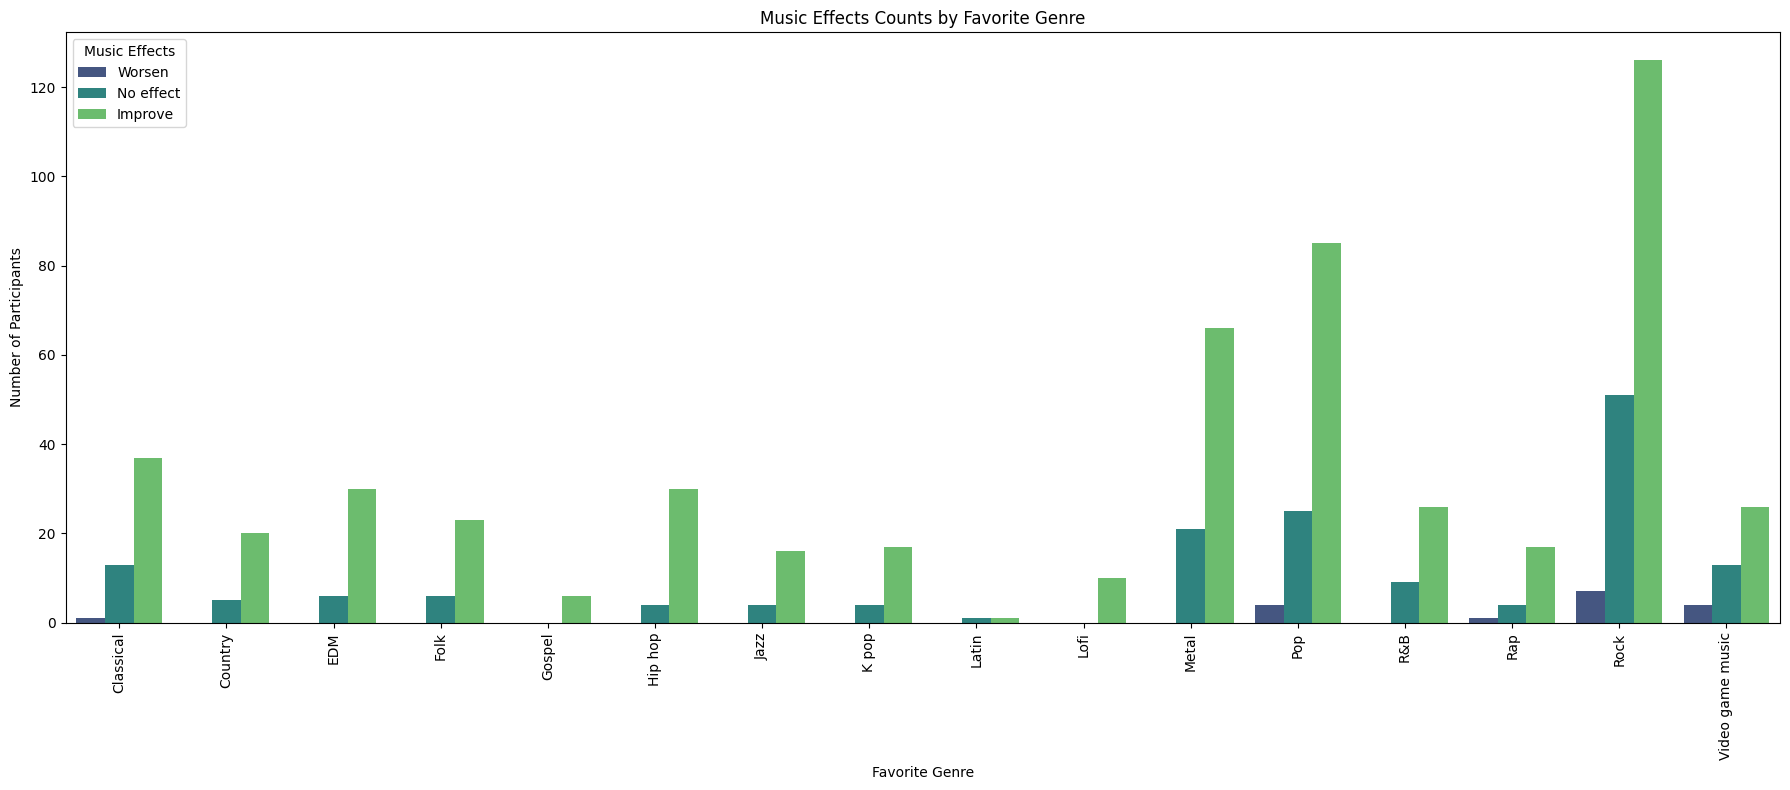 Music Effects Counts by Favorite Genre
Music Effects
Worsen
No effect
Improve
Number of Participants
120
100
80
60
40
20
0
Classical
Country
EDM
Folk
Gospel
Hip hop
Jazz
K pop
Latin
Lofi
Metal
Pop
R&B
Rap
Rock
Video game music
Favorite Genre